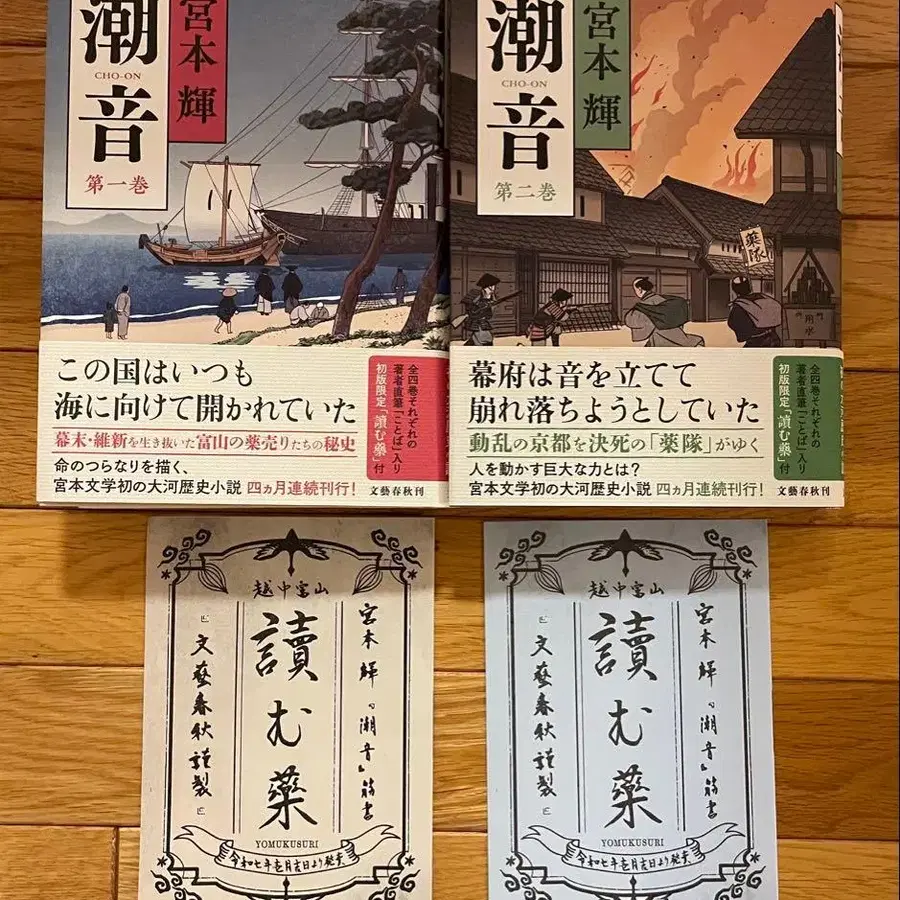 宮本 輝
潮音
CHO-ON
第一巻
この国はいつも
海に向けて開かれていた
幕末・維新を生き抜いた富山の薬売りたちの秘史
命のつらなりを描く、
宮本文学初の大河歴史小説 四ヵ月連続刊行!
全四巻それぞれの
著者直筆「ことば」入り
初版限定「讀む藥」付
文藝春秋刊
宮本 輝
潮音
CHO-ON
第二巻
薬隊
用水
幕府は音を立てて
崩れ落ちようとしていた
動乱の京都を決死の「薬隊」がゆく
人を動かす巨大な力とは?
宮本文学初の大河歴史小説 四ヵ月連続刊行!
全四巻それぞれの
著者直筆「ことば」入り
初版限定「讀む藥」付
文藝春秋刊
越中富山
宮本輝『潮音』
讀む藥
文藝春秋謹製
YOMUKUSURI
令和七年壱月吉日より発売
越中富山
宮本輝『潮音』
讀む藥
文藝春秋謹製
YOMUKUSURI
令和七年壱月吉日より発売